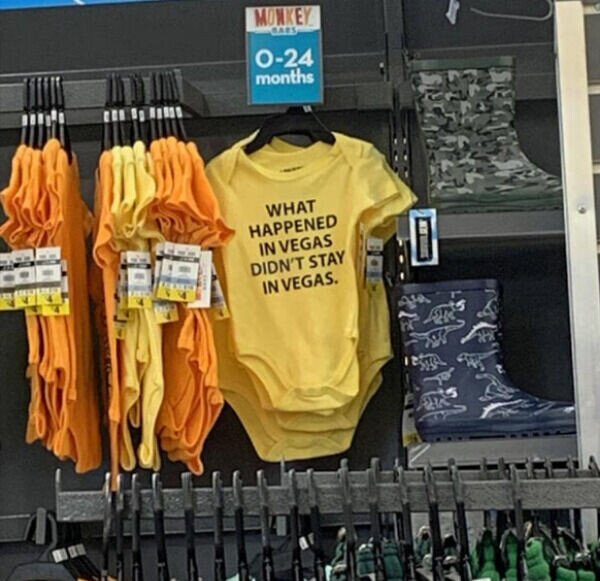 MONKEY
BARS
0-24
months
WHAT
HAPPENED
IN VEGAS
DIDN'T STAY
IN VEGAS.